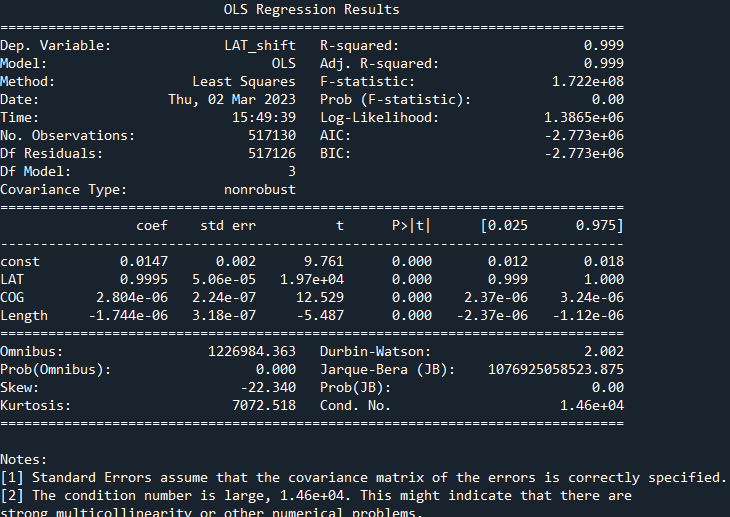 OLS Regression Results
==============================================================================
Dep. Variable: LAT_shift R-squared: 0.999
Model: OLS Adj. R-squared: 0.999
Method: Least Squares F-statistic: 1.722e+08
Date: Thu, 02 Mar 2023 Prob (F-statistic): 0.00
Time: 15:49:39 Log-Likelihood: 1.3865e+06
No. Observations: 517130 AIC: -2.773e+06
Df Residuals: 517126 BIC: -2.773e+06
Df Model: 3
Covariance Type: nonrobust
==============================================================================
coef std err t P>|t| [0.025 0.975]
------------------------------------------------------------------------------
const 0.0147 0.002 9.761 0.000 0.012 0.018
LAT 0.9995 5.06e-05 1.97e+04 0.000 0.999 1.000
COG 2.804e-06 2.24e-07 12.529 0.000 2.37e-06 3.24e-06
Length -1.744e-06 3.18e-07 -5.487 0.000 -2.37e-06 -1.12e-06
==============================================================================
Omnibus: 1226984.363 Durbin-Watson: 2.002
Prob(Omnibus): 0.000 Jarque-Bera (JB): 1076925058523.875
Skew: -22.340 Prob(JB): 0.00
Kurtosis: 7072.518 Cond. No. 1.46e+04
==============================================================================
Notes:
[1] Standard Errors assume that the covariance matrix of the errors is correctly specified.
[2] The condition number is large, 1.46e+04. This might indicate that there are
strong multicollinearity or other numerical problems.